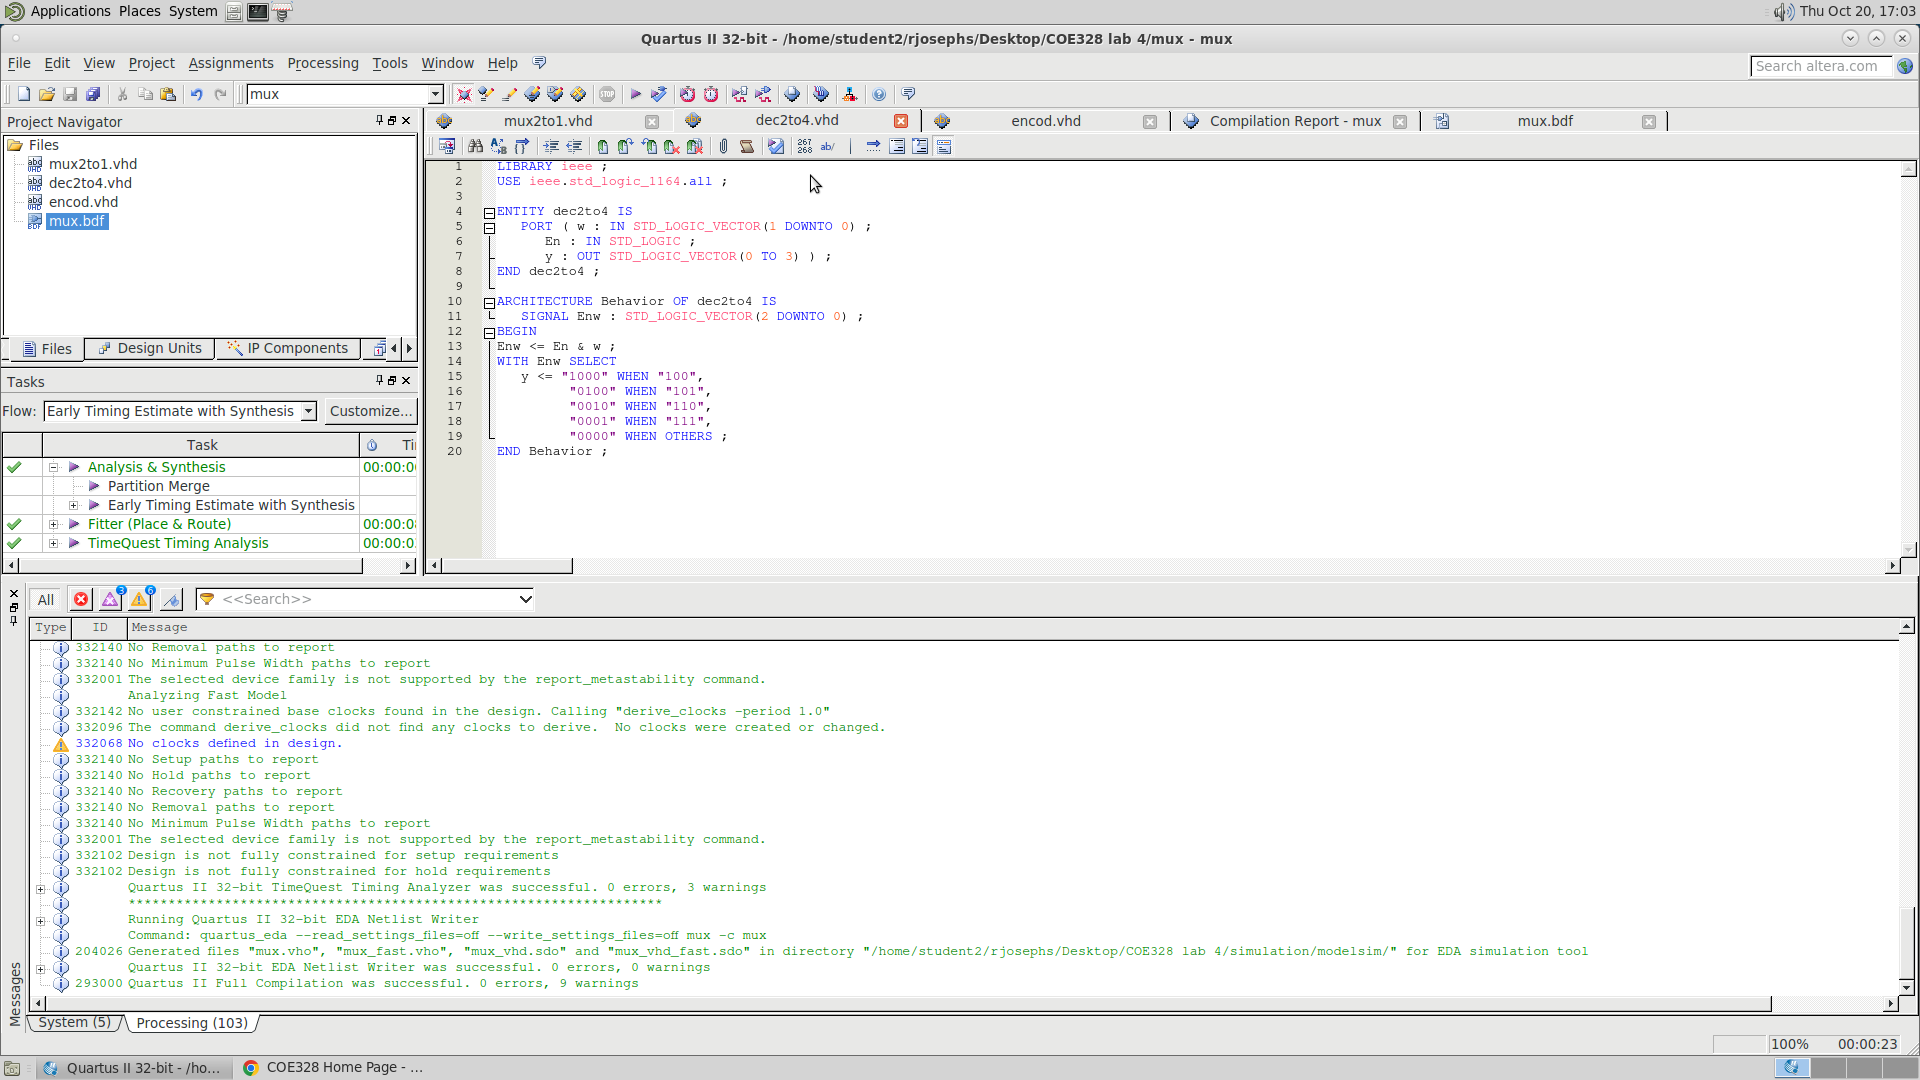 Applications Places System
Thu Oct 20, 17:03
Quartus II 32-bit - /home/student2/rjosephs/Desktop/COE328 lab 4/mux - mux
File Edit View Project Assignments Processing Tools Window Help
Search altera.com
mux
Project Navigator
mux2to1.vhd
dec2to4.vhd
encod.vhd
Compilation Report - mux
mux.bdf
Files
mux2to1.vhd
dec2to4.vhd
encod.vhd
mux.bdf
Files
Design Units
IP Components
Tasks
Flow: Early Timing Estimate with Synthesis
Customize...
Task
Ti
Analysis & Synthesis 00:00:0
Partition Merge
Early Timing Estimate with Synthesis
Fitter (Place & Route) 00:00:0
TimeQuest Timing Analysis 00:00:0
267
268
ab/
1 LIBRARY ieee ;
2 USE ieee.std_logic_1164.all ;
3
4 ENTITY dec2to4 IS
5 PORT ( w : IN STD_LOGIC_VECTOR(1 DOWNTO 0) ;
6 En : IN STD_LOGIC ;
7 y : OUT STD_LOGIC_VECTOR(0 TO 3) ) ;
8 END dec2to4 ;
9
10 ARCHITECTURE Behavior OF dec2to4 IS
11 SIGNAL Enw : STD_LOGIC_VECTOR(2 DOWNTO 0) ;
12 BEGIN
13 Enw <= En & w ;
14 WITH Enw SELECT
15 y <= "1000" WHEN "100",
16 "0100" WHEN "101",
17 "0010" WHEN "110",
18 "0001" WHEN "111",
19 "0000" WHEN OTHERS ;
20 END Behavior ;
All
3
6
<<Search>>
Type ID Message
332140 No Removal paths to report
332140 No Minimum Pulse Width paths to report
332001 The selected device family is not supported by the report_metastability command.
Analyzing Fast Model
332142 No user constrained base clocks found in the design. Calling "derive_clocks -period 1.0"
332096 The command derive_clocks did not find any clocks to derive.  No clocks were created or changed.
332068 No clocks defined in design.
332140 No Setup paths to report
332140 No Hold paths to report
332140 No Recovery paths to report
332140 No Removal paths to report
332140 No Minimum Pulse Width paths to report
332001 The selected device family is not supported by the report_metastability command.
332102 Design is not fully constrained for setup requirements
332102 Design is not fully constrained for hold requirements
Quartus II 32-bit TimeQuest Timing Analyzer was successful. 0 errors, 3 warnings
*******************************************************************
Running Quartus II 32-bit EDA Netlist Writer
Command: quartus_eda --read_settings_files=off --write_settings_files=off mux -c mux
204026 Generated files "mux.vho", "mux_fast.vho", "mux_vhd.sdo" and "mux_vhd_fast.sdo" in directory "/home/student2/rjosephs/Desktop/COE328 lab 4/simulation/modelsim/" for EDA simulation tool
Quartus II 32-bit EDA Netlist Writer was successful. 0 errors, 0 warnings
293000 Quartus II Full Compilation was successful. 0 errors, 9 warnings
Messages
System (5)
Processing (103)
100% 00:00:23
Quartus II 32-bit - /ho...
COE328 Home Page - ...